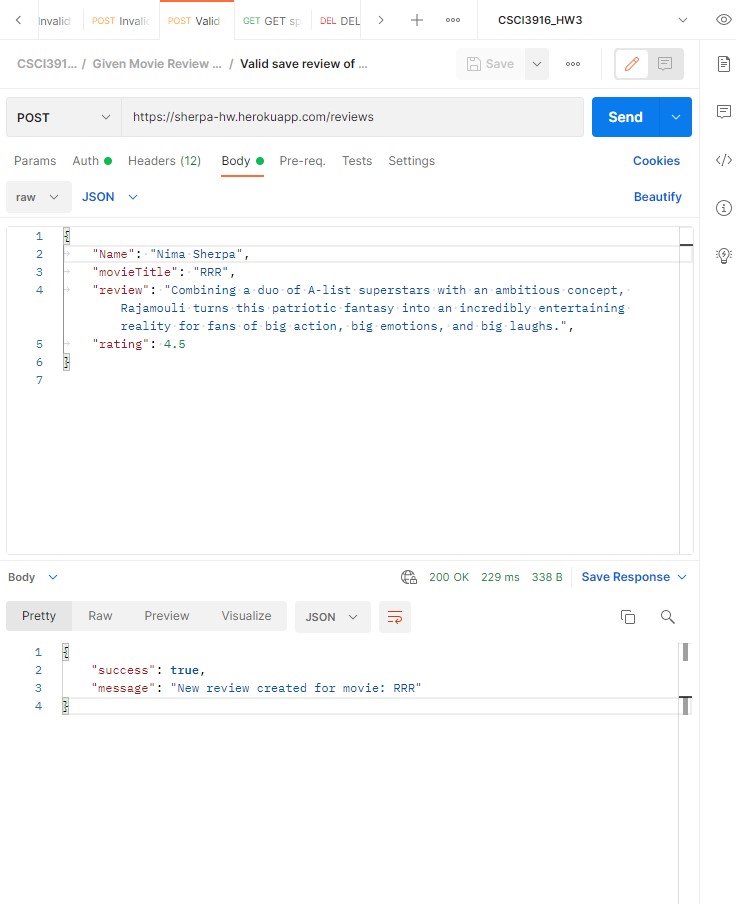 nvalid POST Invalid POST Valid GET GET sp DEL DEL CSCI3916_HW3
CSCI391... / Given Movie Review ... / Valid save review of ... Save
POST https://sherpa-hw.herokuapp.com/reviews Send
Params Auth Headers (12) Body Pre-req. Tests Settings Cookies
raw JSON Beautify
1 {
2 "Name": "Nima Sherpa",
3 "movieTitle": "RRR",
4 "review": "Combining a duo of A-list superstars with an ambitious concept,
Rajamouli turns this patriotic fantasy into an incredibly entertaining
reality for fans of big action, big emotions, and big laughs.",
5 "rating": 4.5
6 }
7
Body 200 OK 229 ms 338 B Save Response
Pretty Raw Preview Visualize JSON
1 {
2 "success": true,
3 "message": "New review created for movie: RRR"
4 }